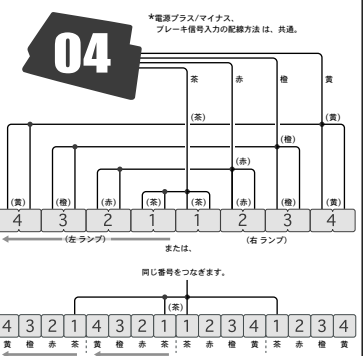 *電源プラス/マイナス、
ブレーキ信号入力の配線方法 は、共通。
04
茶 赤 橙 黄
(茶)
(橙)
(赤)
(黄) (橙) (赤) (茶) (茶) (赤) (橙) (黄)
4 3 2 1 1 2 3 4
(左 ランプ) (右 ランプ)
または、
同じ番号をつなぎます。
(茶)
4 3 2 1 4 3 2 1 1 2 3 4 1 2 3 4
黄 橙 赤 茶 黄 橙 赤 茶 茶 赤 橙 黄 茶 赤 橙 黄